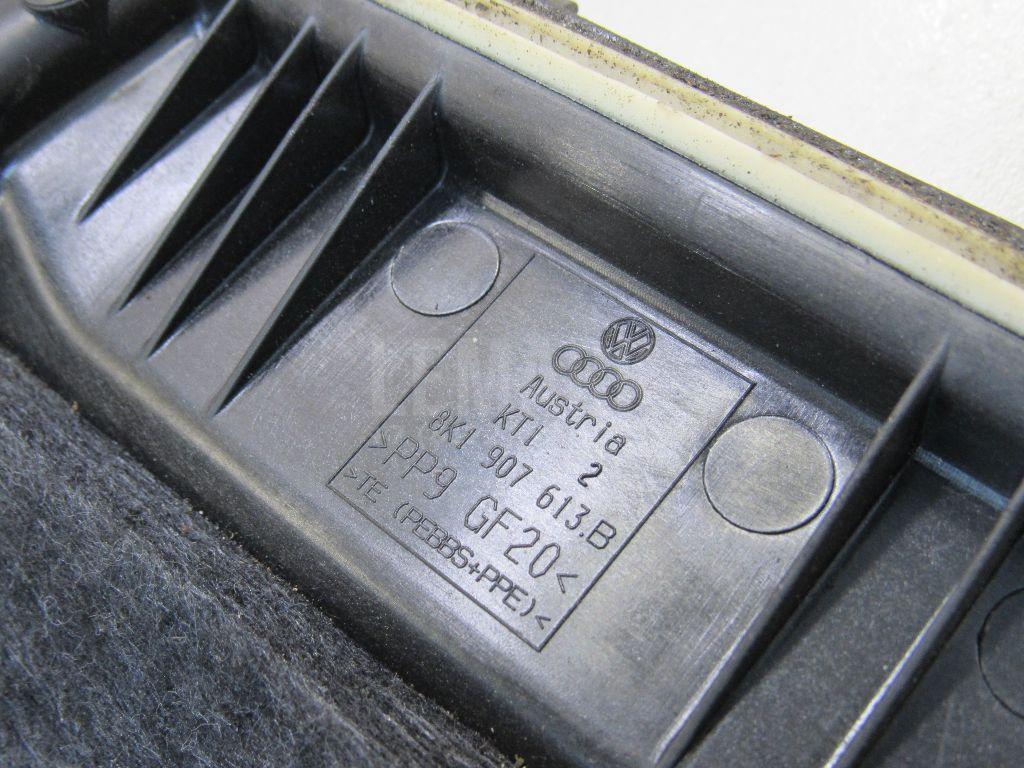 Austria
KTI 2
8K1 907 613.B
>PP9 GF20<
>TE (PEBBS+PPE)<